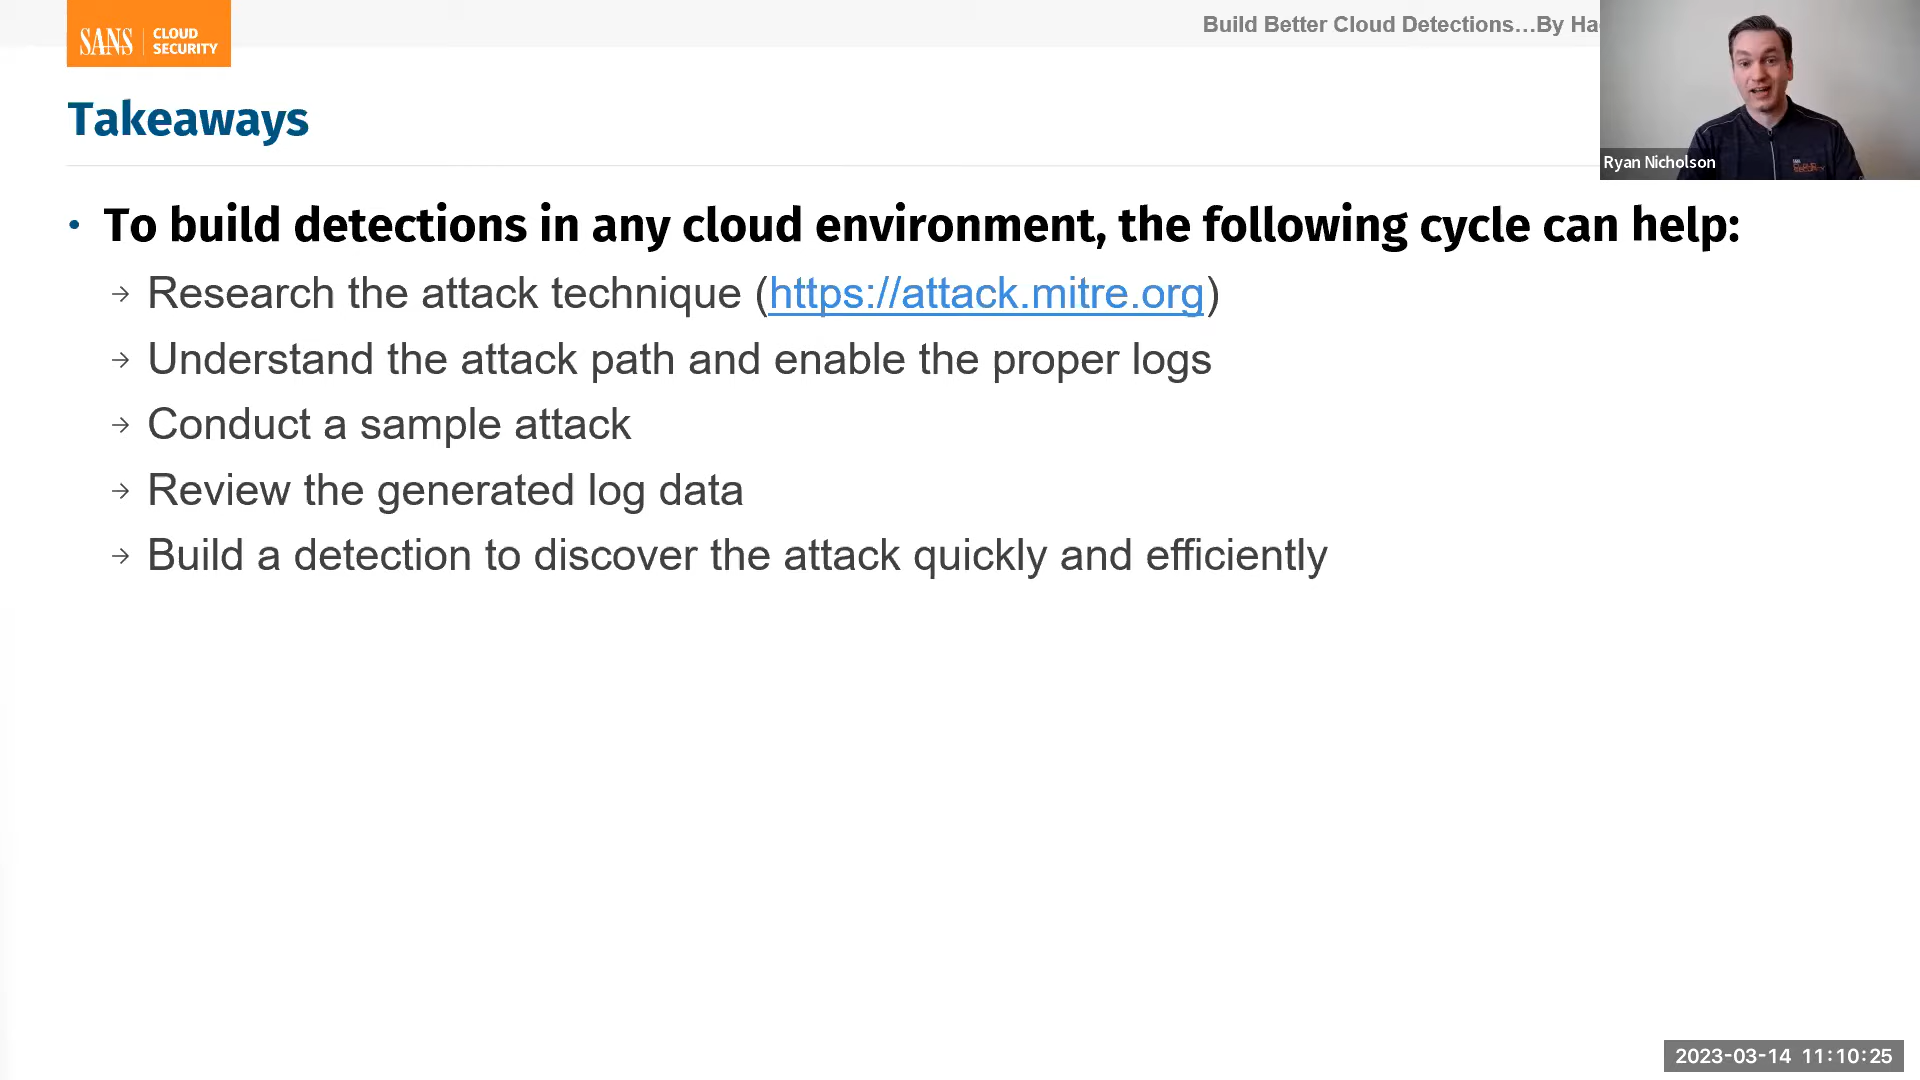 SANS
CLOUD
SECURITY
Build Better Cloud Detections…By Ha
Takeaways
Ryan Nicholson
• To build detections in any cloud environment, the following cycle can help:
→ Research the attack technique (https://attack.mitre.org)
→ Understand the attack path and enable the proper logs
→ Conduct a sample attack
→ Review the generated log data
→ Build a detection to discover the attack quickly and efficiently
2023-03-14 11:10:25